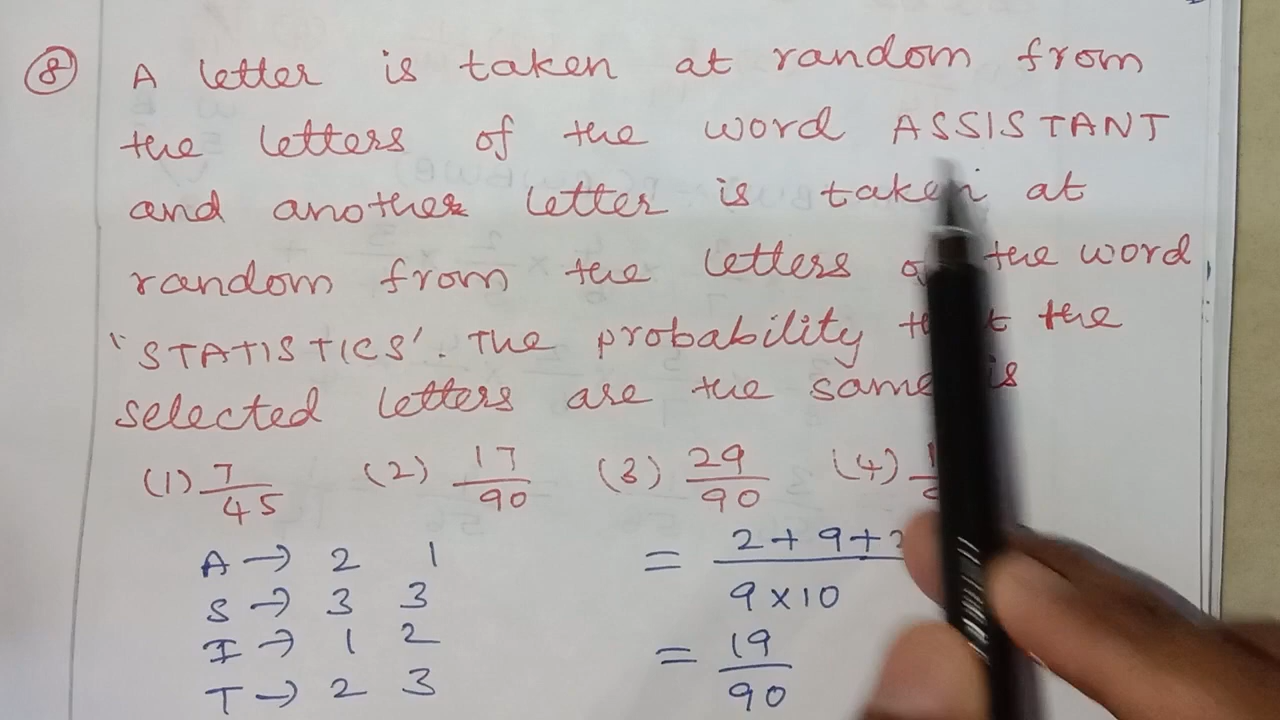 ⑧ A letter is taken at random from
the letters of the word ASSISTANT
and another letter is taken at
random from the letters the word
'STATISTICS'. The probability the
selected letters are the same is
(1) 7/45 (2) 17/90 (3) 29/90 (4)
A → 2 1
S → 3 3
I → 1 2
T → 2 3
= 2 + 9 + / 9 × 10
= 19/90